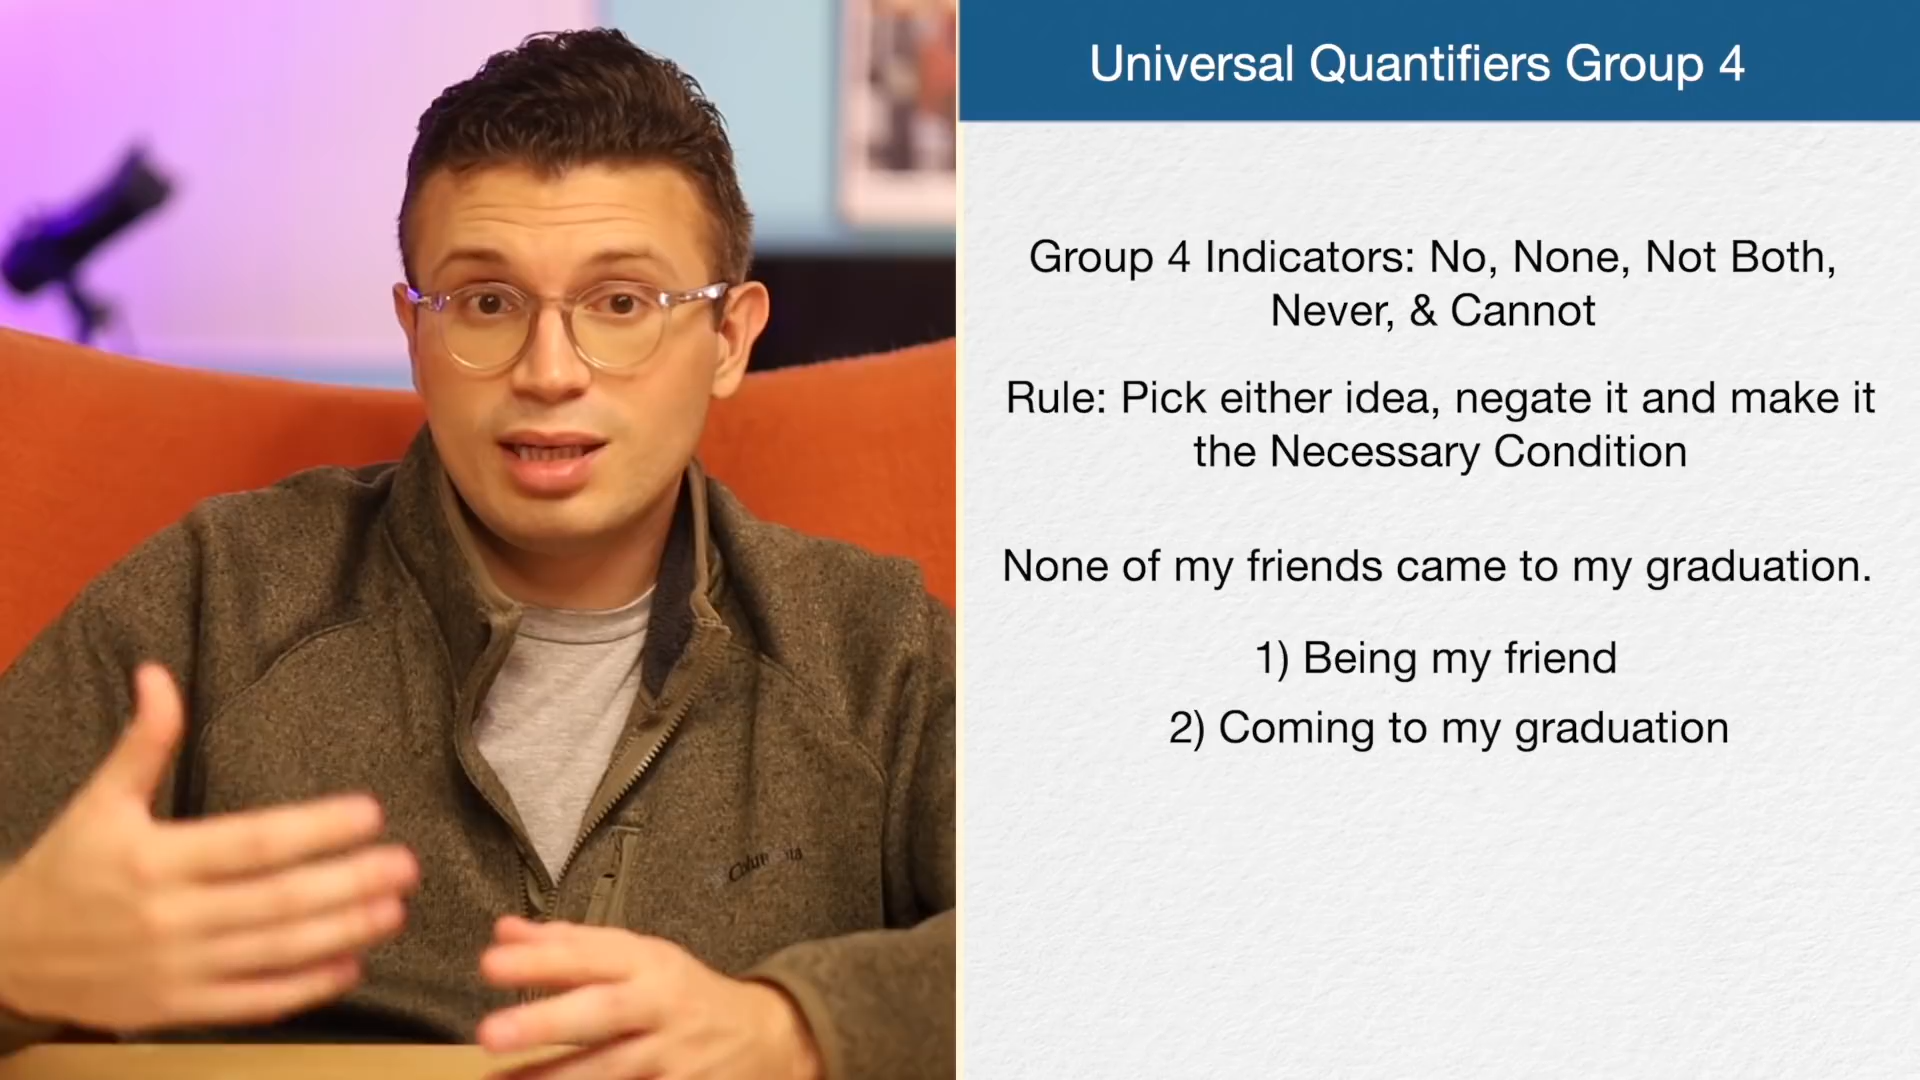 Universal Quantifiers Group 4
Group 4 Indicators: No, None, Not Both,
Never, & Cannot
Rule: Pick either idea, negate it and make it
the Necessary Condition
None of my friends came to my graduation.
1) Being my friend
2) Coming to my graduation
Columbia